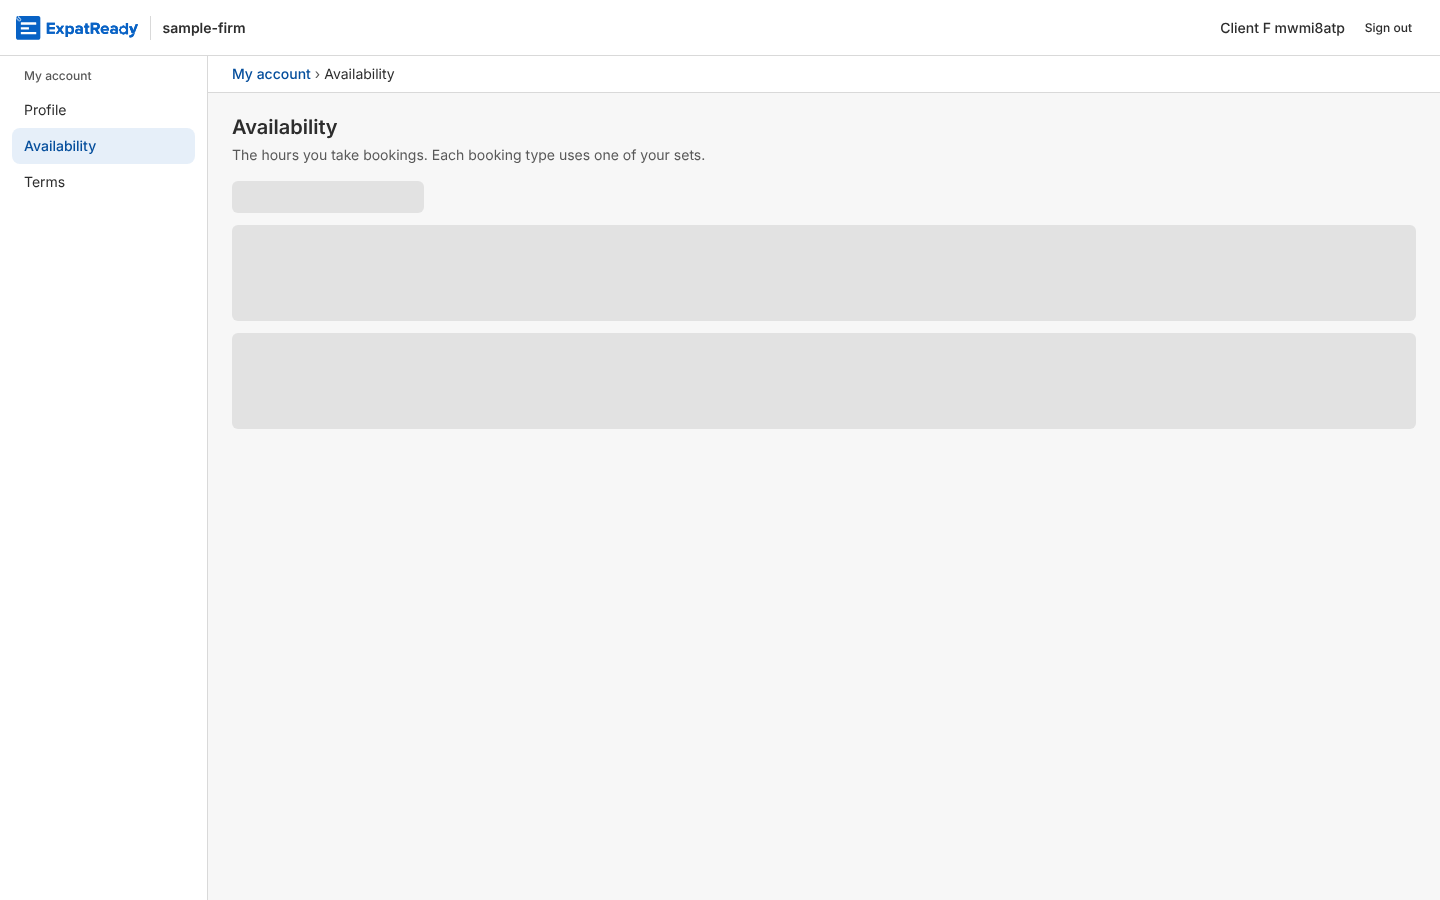 ExpatReady
sample-firm
Client F mwmi8atp
Sign out
My account
Profile
Availability
Terms
My account › Availability
Availability
The hours you take bookings. Each booking type uses one of your sets.